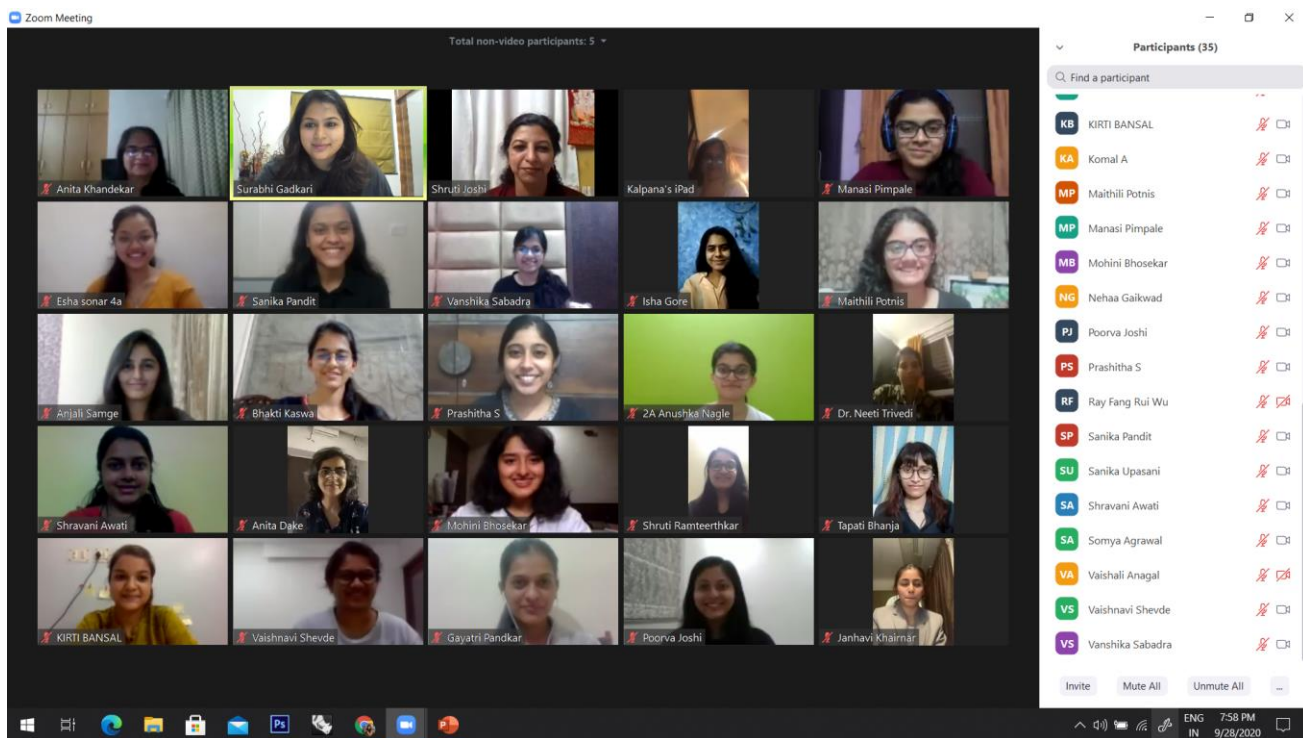 Zoom Meeting
Total non-video participants: 5
Anita Khandekar
Surabhi Gadkari
Shruti Joshi
Kalpana's iPad
Manasi Pimpale
Esha sonar 4a
Sanika Pandit
Vanshika Sabadra
Isha Gore
Maithili Potnis
Anjali Samge
Bhakti Kaswa
Prashitha S
2A Anushka Nagle
Dr. Neeti Trivedi
Shravani Awati
Anita Dake
Mohini Bhosekar
Shruti Ramteerthkar
Tapati Bhanja
KIRTI BANSAL
Vaishnavi Shevde
Gayatri Pandkar
Poorva Joshi
Janhavi Khairnar
Participants (35)
Find a participant
KB KIRTI BANSAL
KA Komal A
MP Maithili Potnis
MP Manasi Pimpale
MB Mohini Bhosekar
NG Nehaa Gaikwad
PJ Poorva Joshi
PS Prashitha S
RF Ray Fang Rui Wu
SP Sanika Pandit
SU Sanika Upasani
SA Shravani Awati
SA Somya Agrawal
VA Vaishali Anagal
VS Vaishnavi Shevde
VS Vanshika Sabadra
Invite Mute All Unmute All ...
Ps
ENG 7:58 PM
IN 9/28/2020